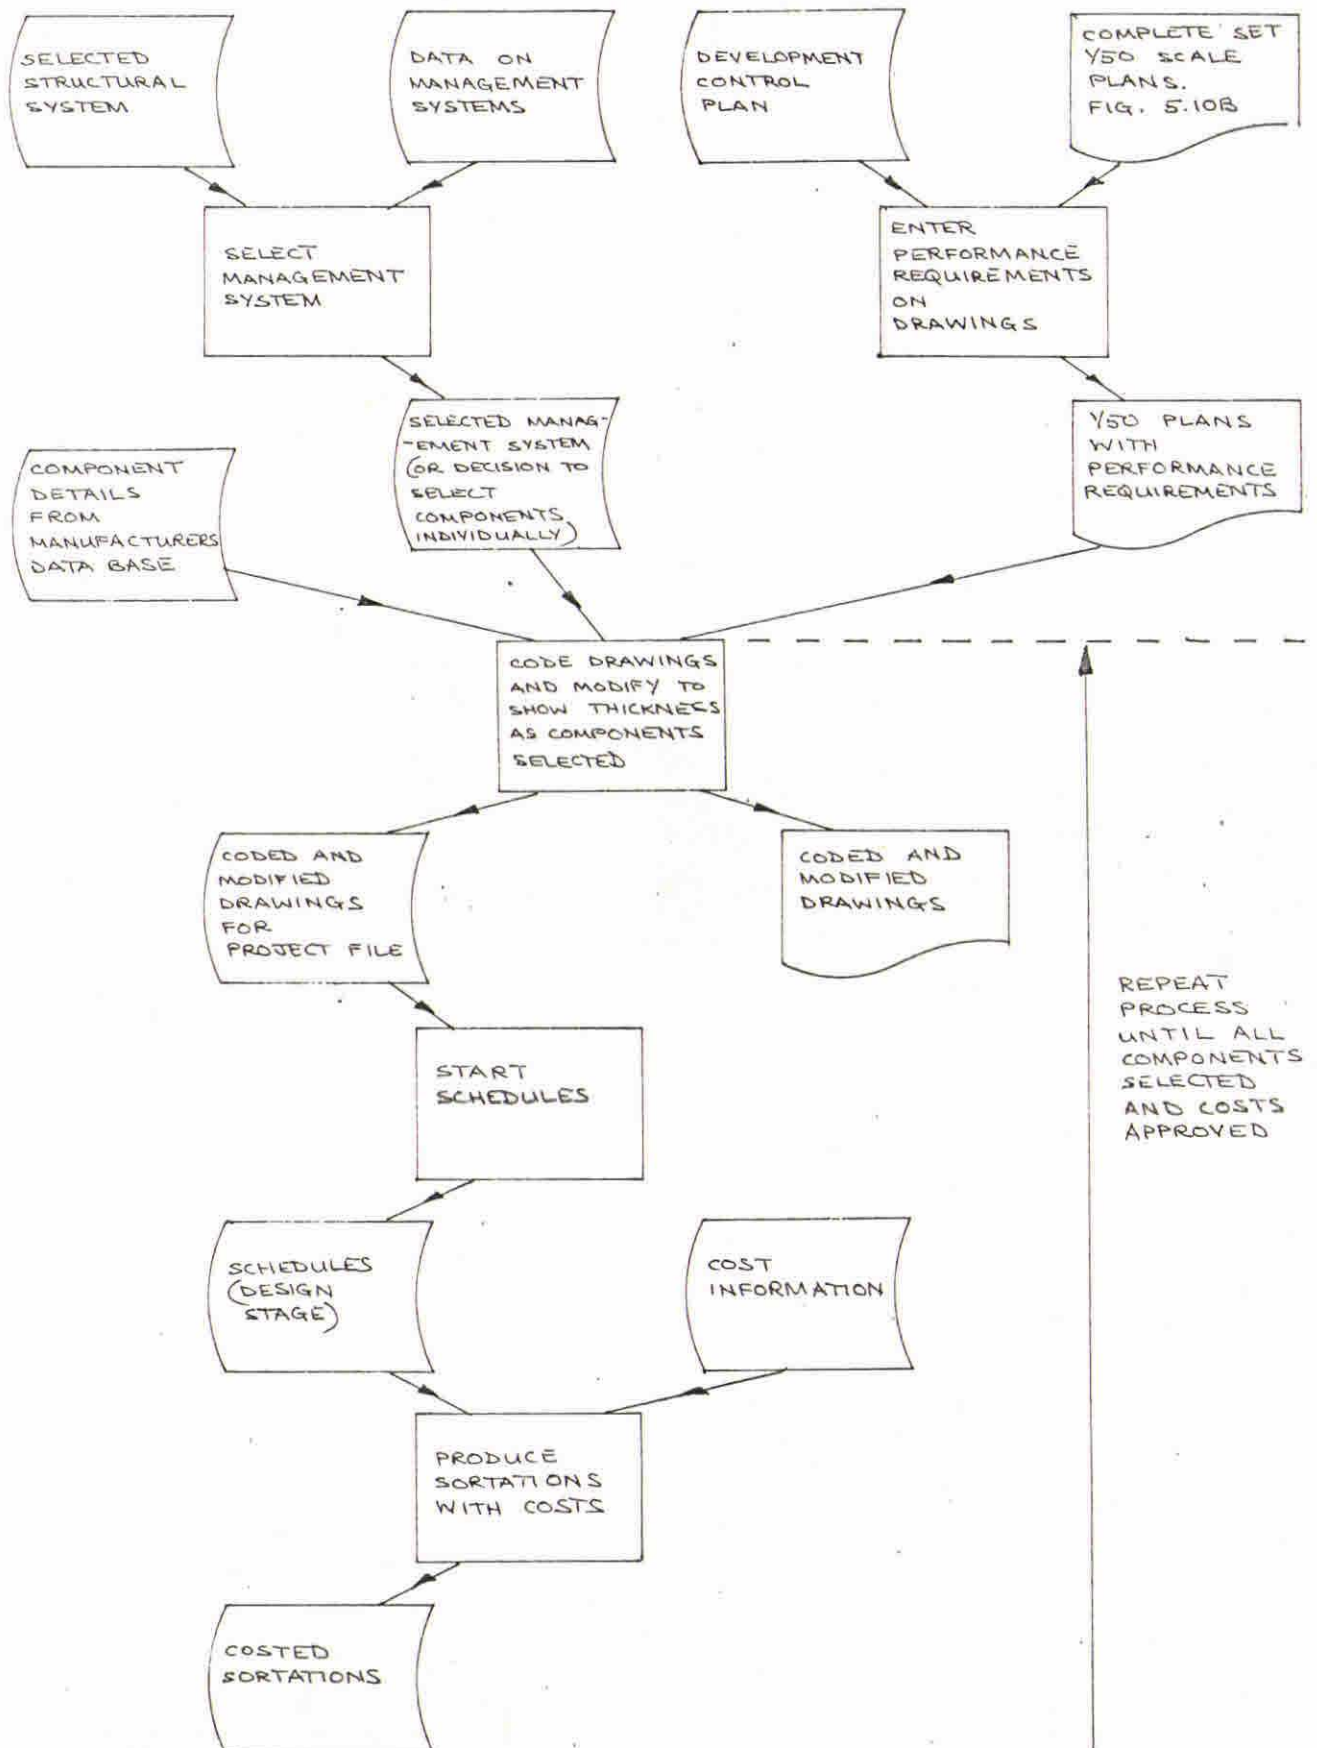 SELECTED
STRUCTURAL
SYSTEM
DATA ON
MANAGEMENT
SYSTEMS
DEVELOPMENT
CONTROL
PLAN
COMPLETE SET
1/50 SCALE
PLANS.
FIG. 5.10B
SELECT
MANAGEMENT
SYSTEM
ENTER
PERFORMANCE
REQUIREMENTS
ON
DRAWINGS
COMPONENT
DETAILS
FROM
MANUFACTURERS
DATA BASE
SELECTED MANAG-
-EMENT SYSTEM
(OR DECISION TO
SELECT
COMPONENTS
INDIVIDUALLY)
1/50 PLANS
WITH
PERFORMANCE
REQUIREMENTS
CODE DRAWINGS
AND MODIFY TO
SHOW THICKNESS
AS COMPONENTS
SELECTED
CODED AND
MODIFIED
DRAWINGS
FOR
PROJECT FILE
CODED AND
MODIFIED
DRAWINGS
REPEAT
PROCESS
UNTIL ALL
COMPONENTS
SELECTED
AND COSTS
APPROVED
START
SCHEDULES
SCHEDULES
(DESIGN
STAGE)
COST
INFORMATION
PRODUCE
SORTATIONS
WITH COSTS
COSTED
SORTATIONS